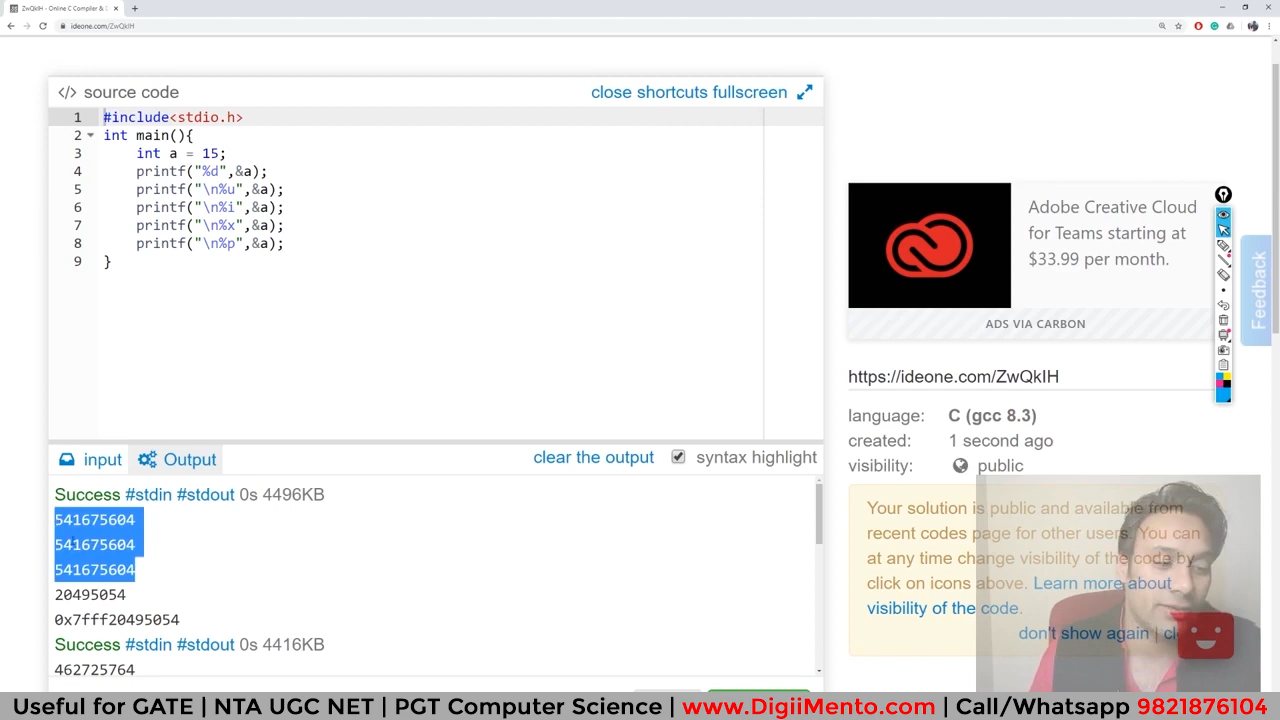 ZwQkIH - Online C Compiler &
ideone.com/ZwQkIH
</> source code
close shortcuts fullscreen
1 #include<stdio.h>
2 int main(){
3 int a = 15;
4 printf("%d",&a);
5 printf("\n%u",&a);
6 printf("\n%i",&a);
7 printf("\n%x",&a);
8 printf("\n%p",&a);
9 }
input
Output
clear the output
syntax highlight
Success #stdin #stdout 0s 4496KB
541675604
541675604
541675604
20495054
0x7fff20495054
Success #stdin #stdout 0s 4416KB
462725764
Adobe Creative Cloud
for Teams starting at
$33.99 per month.
ADS VIA CARBON
Feedback
https://ideone.com/ZwQkIH
language: C (gcc 8.3)
created: 1 second ago
visibility: public
Your solution is public and available from
recent codes page for other users. You can
at any time change visibility of the code by
click on icons above. Learn more about
visibility of the code.
don't show again |
Useful for GATE | NTA UGC NET | PGT Computer Science | www.DigiiMento.com | Call/Whatsapp 9821876104